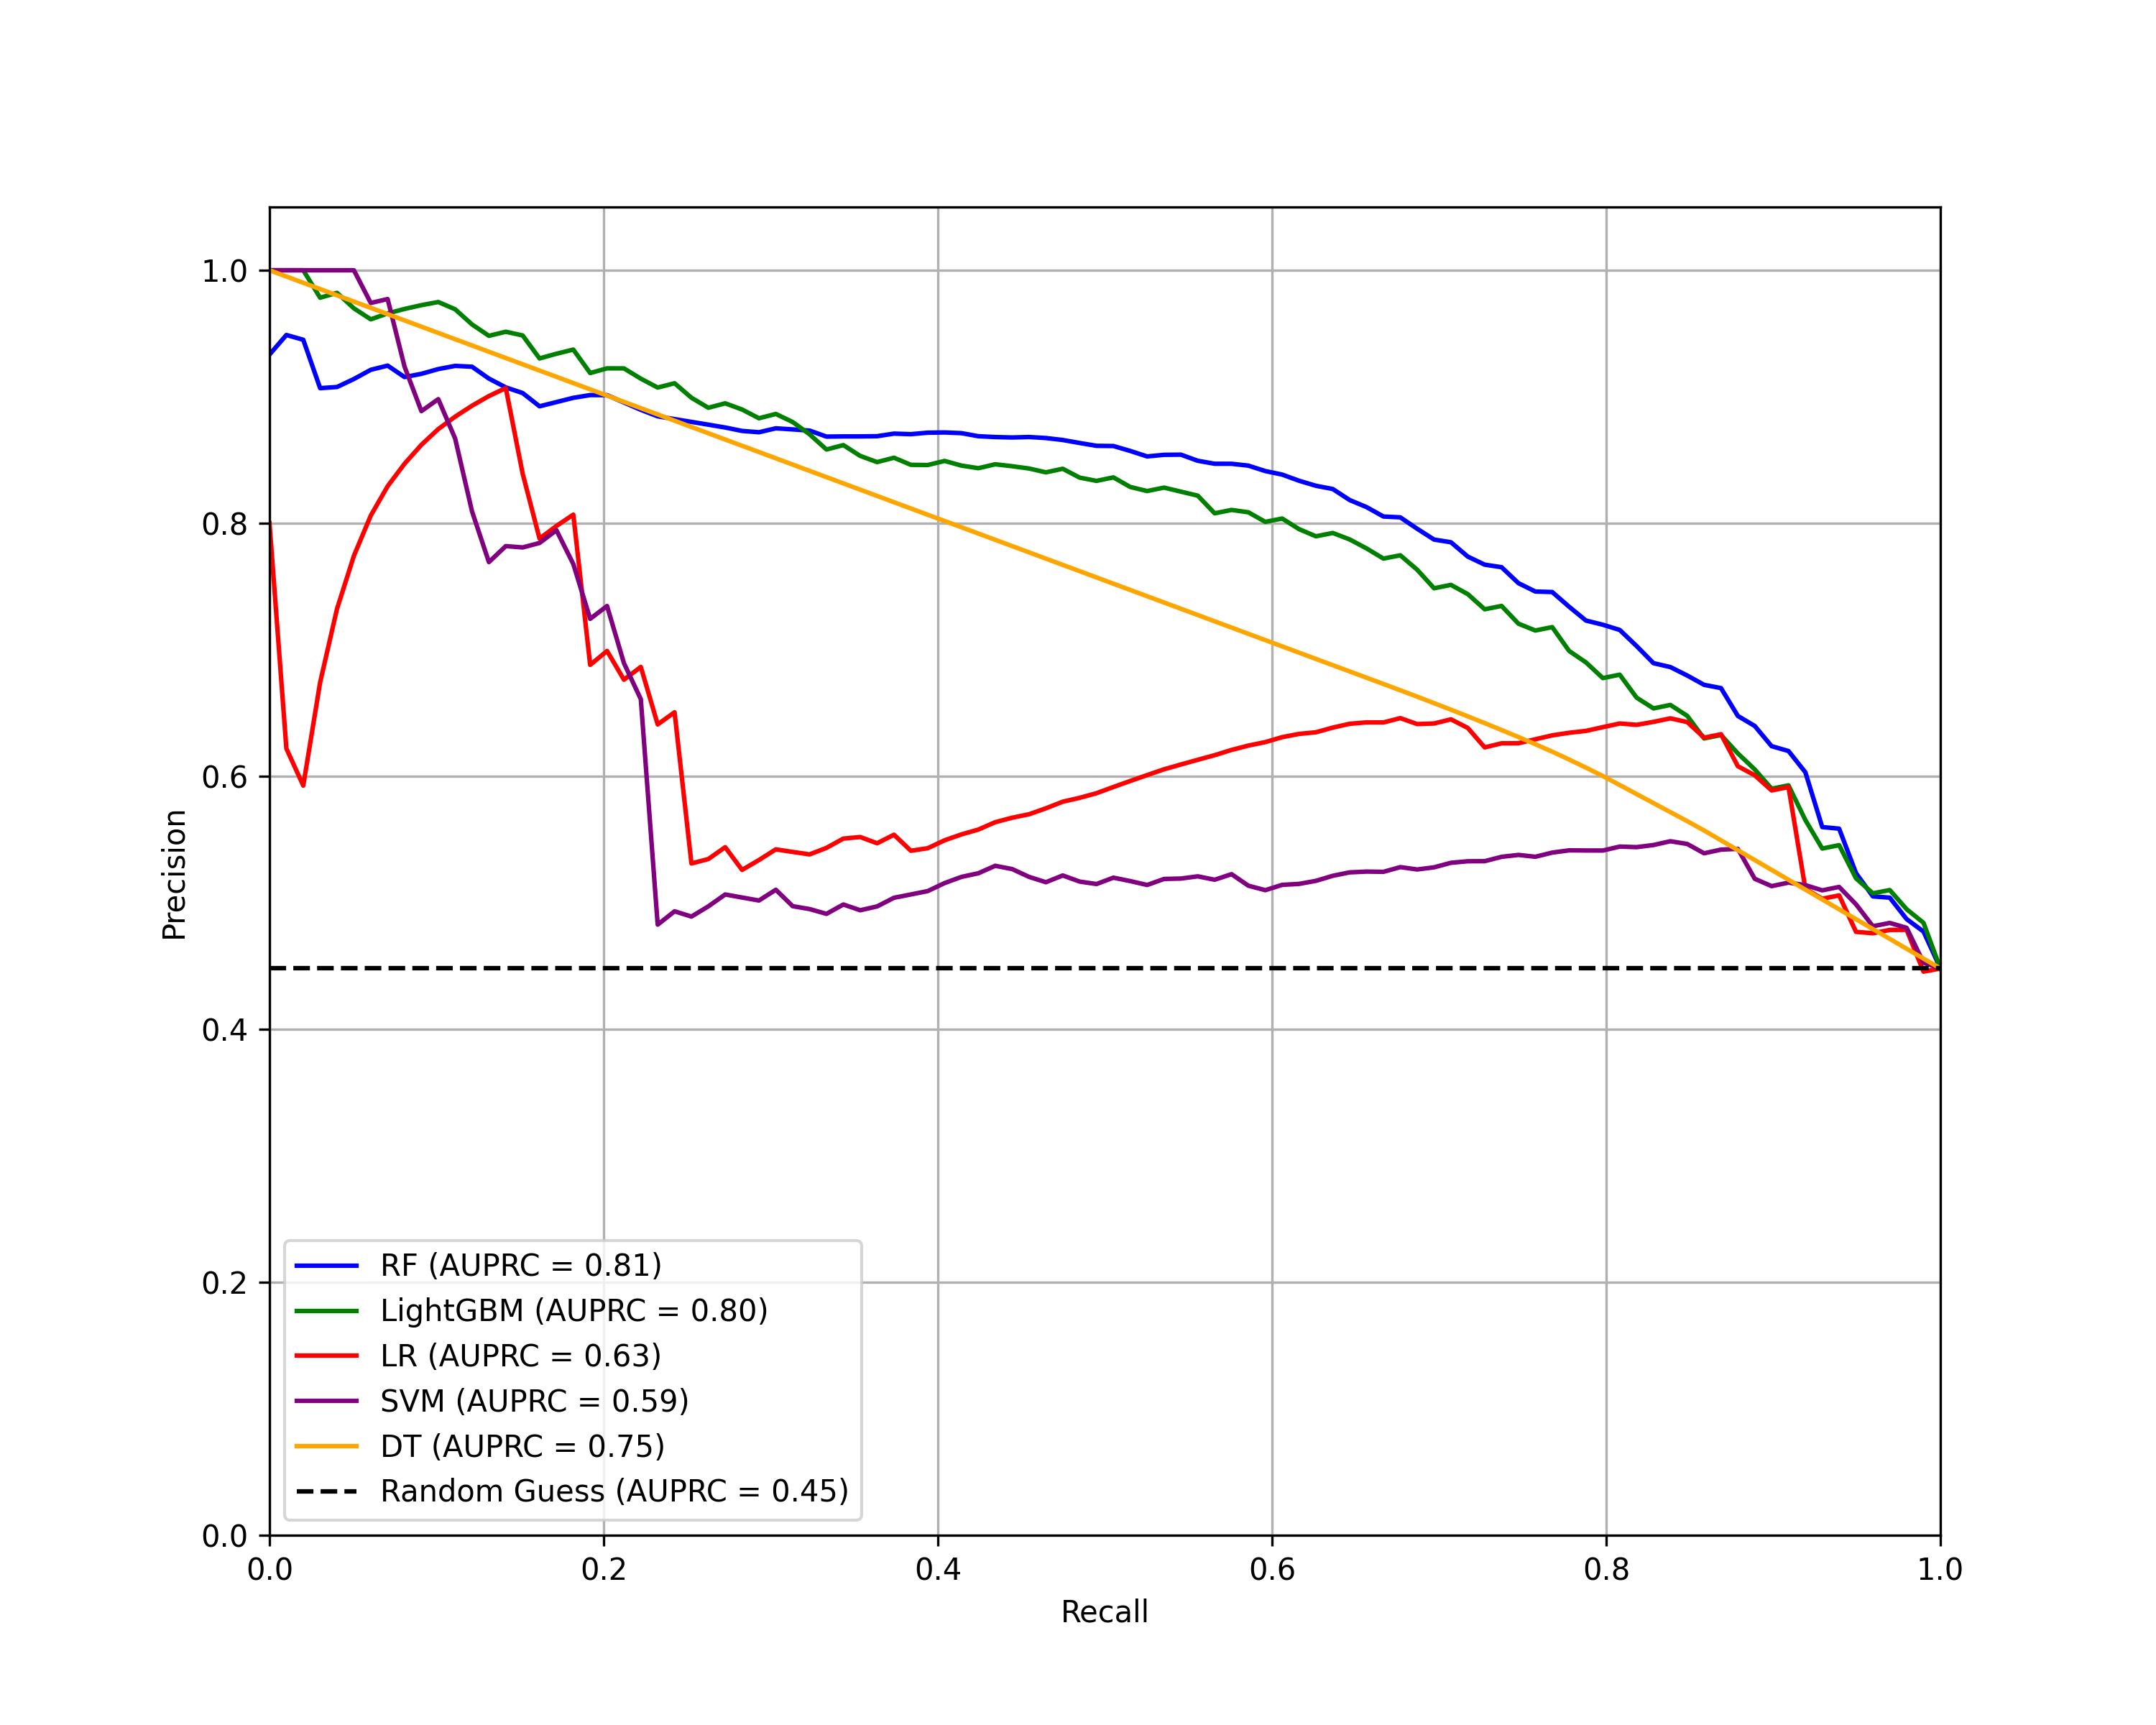 1.0
0.8
0.6
0.4
0.2
0.0
Precision
RF (AUPRC = 0.81)
LightGBM (AUPRC = 0.80)
LR (AUPRC = 0.63)
SVM (AUPRC = 0.59)
DT (AUPRC = 0.75)
Random Guess (AUPRC = 0.45)
0.0 0.2 0.4 0.6 0.8 1.0
Recall